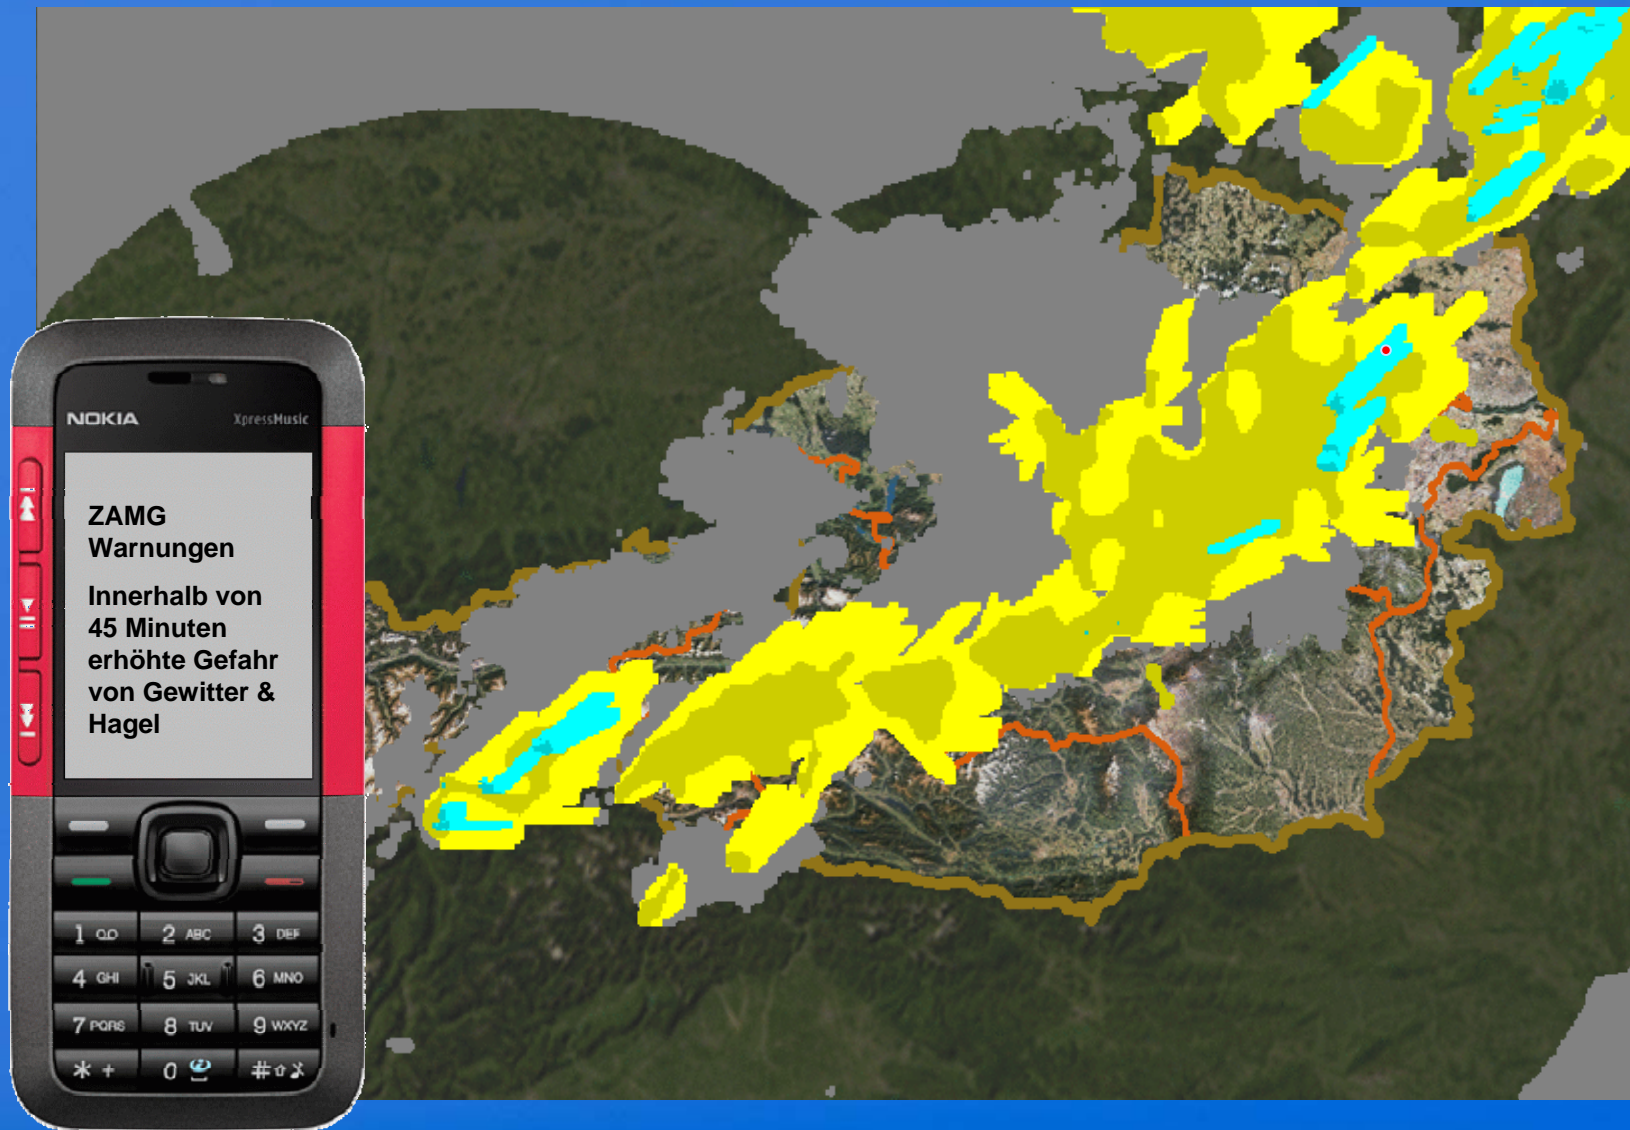 NOKIA XpressMusic
ZAMG
Warnungen
Innerhalb von
45 Minuten
erhöhte Gefahr
von Gewitter &
Hagel
1 2 ABC 3 DEF
4 GHI 5 JKL 6 MNO
7 PQRS 8 TUV 9 WXYZ
* + 0 #